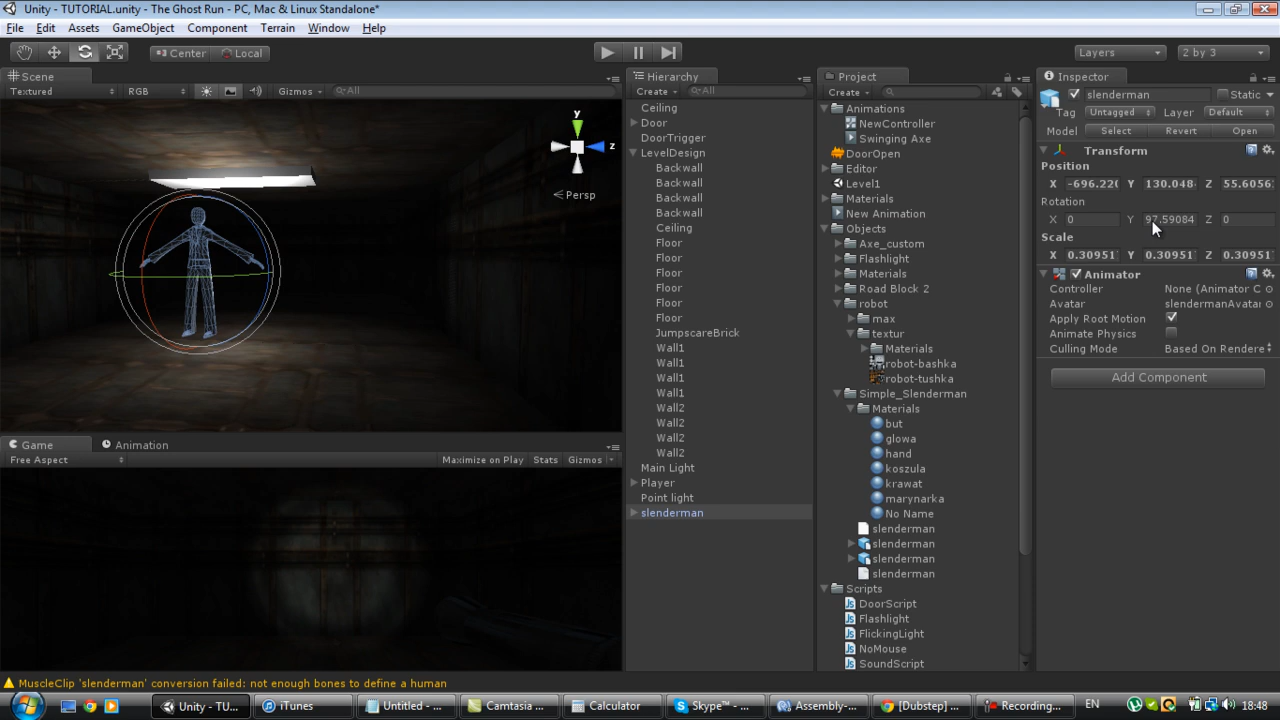 Unity - TUTORIAL.unity - The Ghost Run - PC, Mac & Linux Standalone*
File Edit Assets GameObject Component Terrain Window Help
Center Local Layers 2 by 3
Scene
Textured RGB Gizmos All
y
z
Persp
Game Animation
Free Aspect Maximize on Play Stats Gizmos
Hierarchy
Create All
Ceiling
Door
DoorTrigger
LevelDesign
Backwall
Backwall
Backwall
Backwall
Ceiling
Floor
Floor
Floor
Floor
Floor
Floor
JumpscareBrick
Wall1
Wall1
Wall1
Wall1
Wall2
Wall2
Wall2
Wall2
Main Light
Player
Point light
slenderman
Project
Create
Animations
NewController
Swinging Axe
DoorOpen
Editor
Level1
Materials
New Animation
Objects
Axe_custom
Flashlight
Materials
Road Block 2
robot
max
textur
Materials
robot-bashka
robot-tushka
Simple_Slenderman
Materials
but
glowa
hand
koszula
krawat
marynarka
No Name
slenderman
slenderman
slenderman
slenderman
Scripts
DoorScript
Flashlight
FlickingLight
NoMouse
SoundScript
Inspector
slenderman Static
Tag Untagged Layer Default
Model Select Revert Open
Transform
Position
X -696.220 Y 130.048 Z 55.6056
Rotation
X 0 Y 97.59084 Z 0
Scale
X 0.30951 Y 0.30951 Z 0.30951
Animator
Controller None (Animator C
Avatar slendermanAvatar
Apply Root Motion
Animate Physics
Culling Mode Based On Rendere
Add Component
MuscleClip 'slenderman' conversion failed: not enough bones to define a human
Unity - TU... iTunes Untitled - ... Camtasia ... Calculator Skype™ - ... Assembly-... [Dubstep] ... Recording... EN 18:48